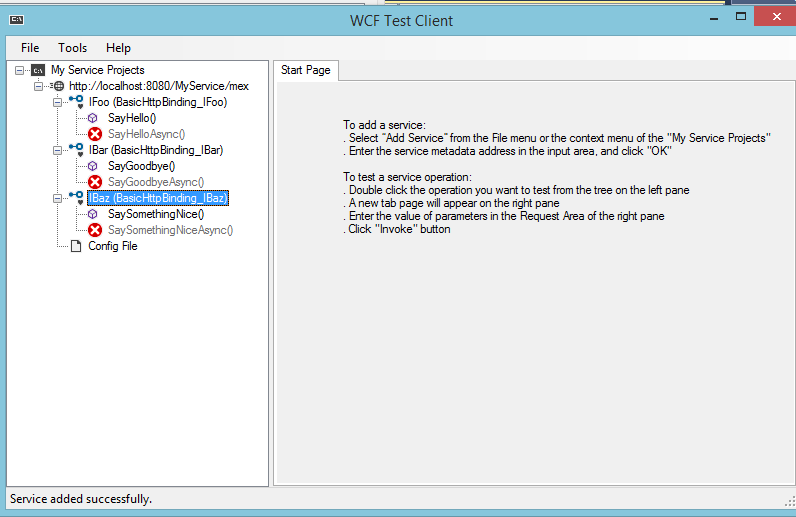 WCF Test Client
File Tools Help
My Service Projects
http://localhost:8080/MyService/mex
IFoo (BasicHttpBinding_IFoo)
SayHello()
SayHelloAsync()
IBar (BasicHttpBinding_IBar)
SayGoodbye()
SayGoodbyeAsync()
IBaz (BasicHttpBinding_IBaz)
SaySomethingNice()
SaySomethingNiceAsync()
Config File
Start Page
To add a service:
. Select "Add Service" from the File menu or the context menu of the "My Service Projects"
. Enter the service metadata address in the input area, and click "OK"
To test a service operation:
. Double click the operation you want to test from the tree on the left pane
. A new tab page will appear on the right pane
. Enter the value of parameters in the Request Area of the right pane
. Click "Invoke" button
Service added successfully.